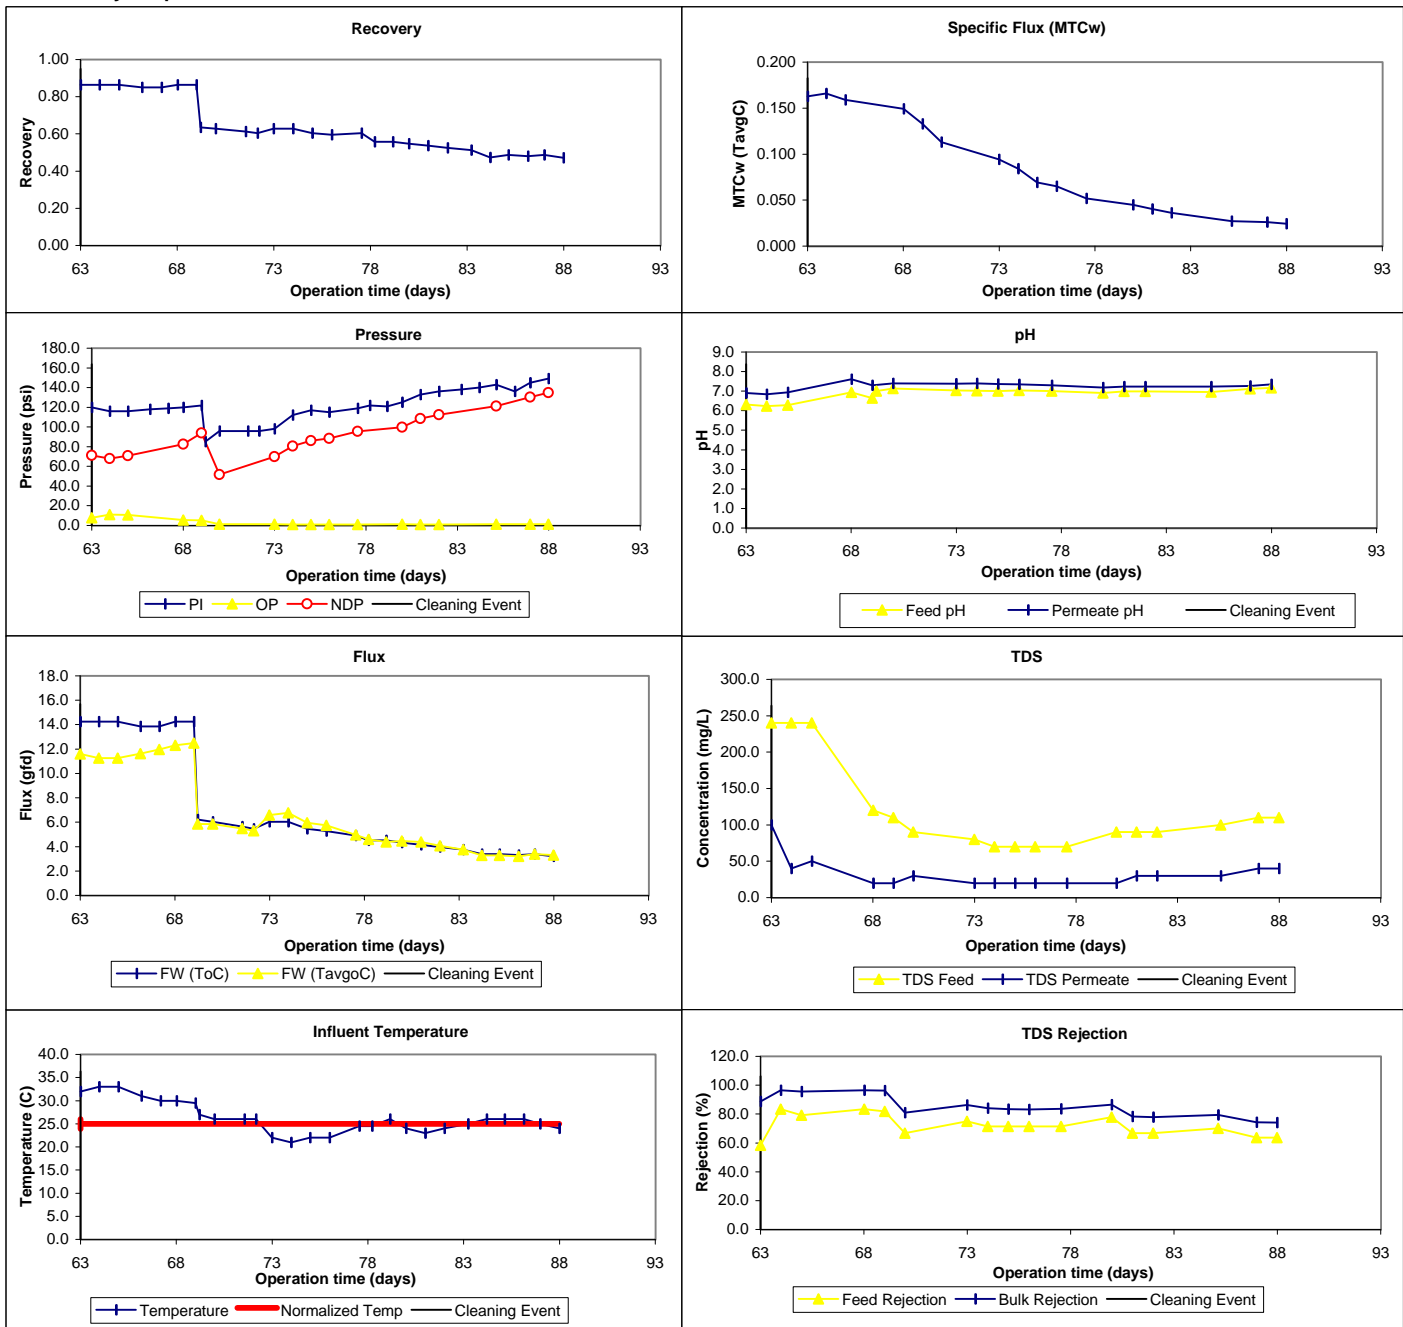 Recovery
1.00
0.80
0.60
0.40
0.20
0.00
Recovery
63 68 73 78 83 88 93
Operation time (days)
Specific Flux (MTCw)
0.200
0.150
0.100
0.050
0.000
MTCw (TavgC)
63 68 73 78 83 88 93
Operation time (days)
Pressure
180.0
160.0
140.0
120.0
100.0
80.0
60.0
40.0
20.0
0.0
Pressure (psi)
63 68 73 78 83 88 93
Operation time (days)
PI OP NDP Cleaning Event
pH
9.0
8.0
7.0
6.0
5.0
4.0
3.0
2.0
1.0
0.0
pH
63 68 73 78 83 88 93
Operation time (days)
Feed pH Permeate pH Cleaning Event
Flux
18.0
16.0
14.0
12.0
10.0
8.0
6.0
4.0
2.0
0.0
Flux (gfd)
63 68 73 78 83 88 93
Operation time (days)
FW (ToC) FW (TavgoC) Cleaning Event
TDS
300.0
250.0
200.0
150.0
100.0
50.0
0.0
Concentration (mg/L)
63 68 73 78 83 88 93
Operation time (days)
TDS Feed TDS Permeate Cleaning Event
Influent Temperature
40.0
35.0
30.0
25.0
20.0
15.0
10.0
5.0
0.0
Temperature (C)
63 68 73 78 83 88 93
Operation time (days)
Temperature Normalized Temp Cleaning Event
TDS Rejection
120.0
100.0
80.0
60.0
40.0
20.0
0.0
Rejection (%)
63 68 73 78 83 88 93
Operation time (days)
Feed Rejection Bulk Rejection Cleaning Event